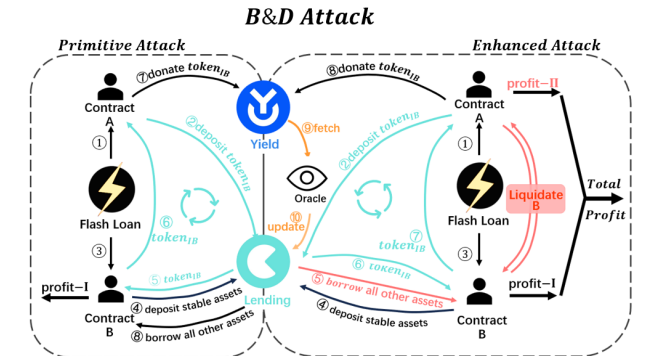 B&D Attack
Primitive Attack
Enhanced Attack
⑦donate token_IB
⑧donate token_IB
Contract
A
Yield
⑨fetch
Contract
A
profit-II
①
②deposit token_IB
②deposit token_IB
①
Oracle
Liquidate
B
Total
Profit
Flash Loan
Flash Loan
⑩
update
⑥
token_IB
⑦
token_IB
③
③
⑤ token_IB
⑥ token_IB
profit-I
Lending
⑤ borrow all other assets
profit-I
④ deposit stable assets
④ deposit stable assets
Contract
B
⑧ borrow all other assets
Contract
B